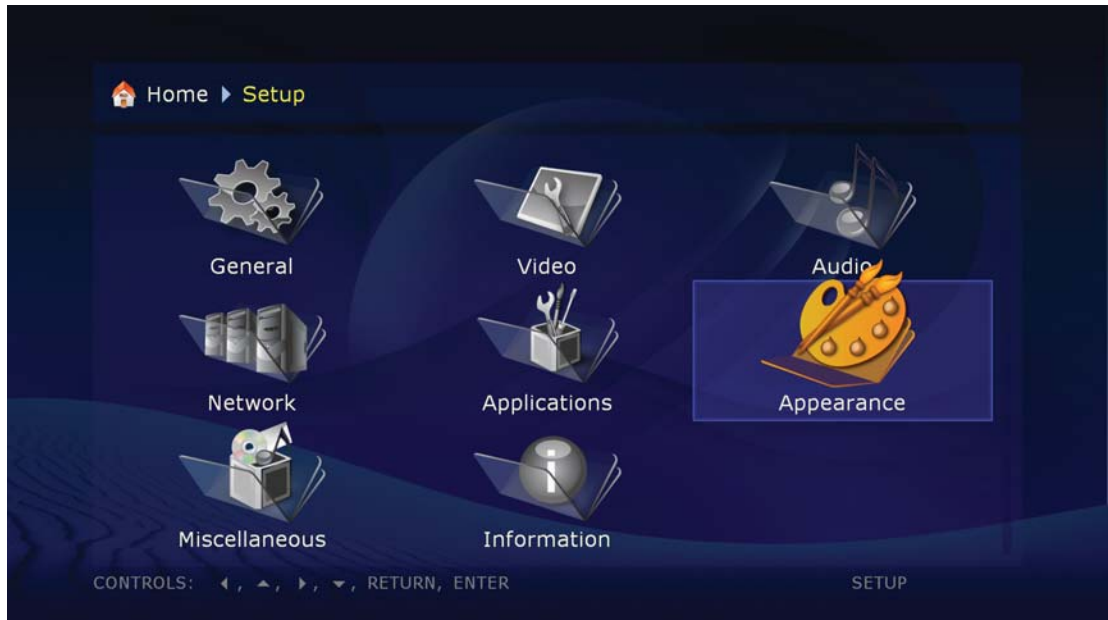 Home ▶ Setup
General
Video
Audio
Network
Applications
Appearance
Miscellaneous
Information
CONTROLS: ◀, ▲, ▶, ▼, RETURN, ENTER
SETUP